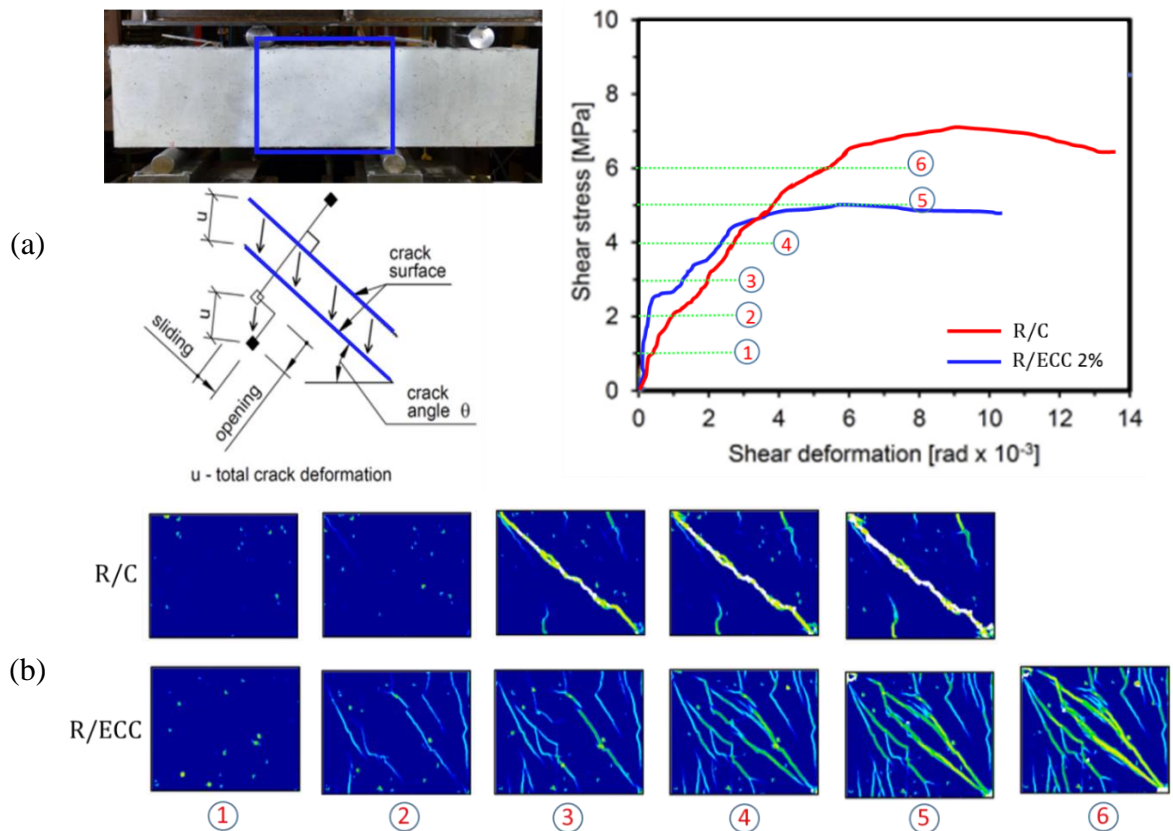 (a)
u
u
sliding
opening
crack
surface
crack
angle θ
u - total crack deformation
Shear stress [MPa]
10
8
6
4
2
0
0
2
4
6
8
10
12
14
Shear deformation [rad x 10-3]
6
5
4
3
2
1
R/C
R/ECC 2%
(b)
R/C
R/ECC
1
2
3
4
5
6